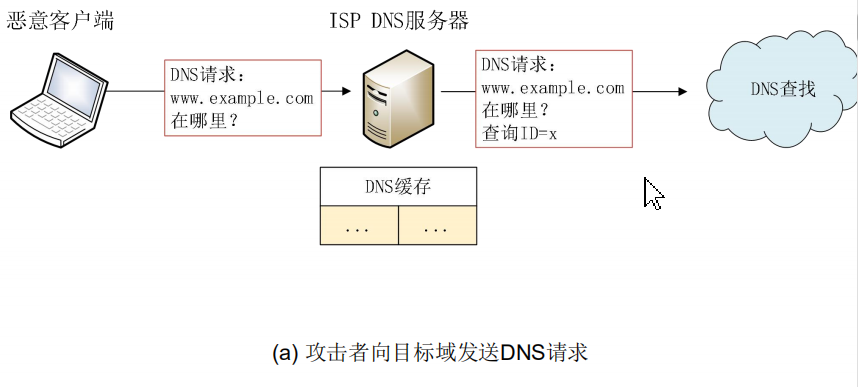 恶意客户端
ISP DNS服务器
DNS请求：
www.example.com
在哪里？
DNS请求：
www.example.com
在哪里？
查询ID=x
DNS查找
DNS缓存
...
...
(a) 攻击者向目标域发送DNS请求